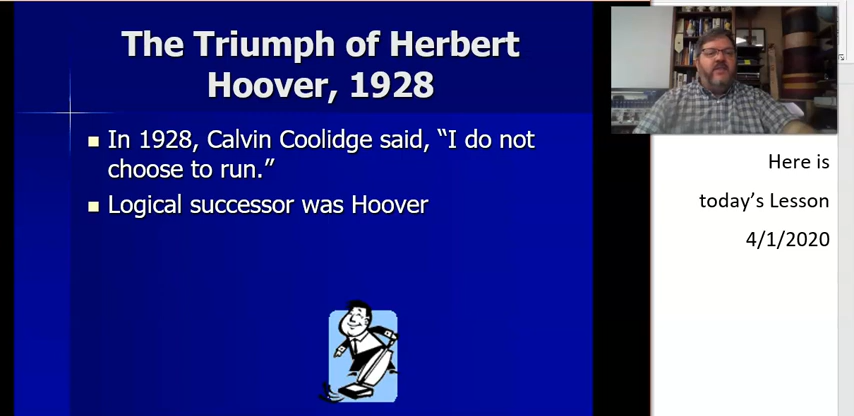 The Triumph of Herbert
Hoover, 1928
In 1928, Calvin Coolidge said, “I do not
choose to run.”
Logical successor was Hoover
Here is
today’s Lesson
4/1/2020